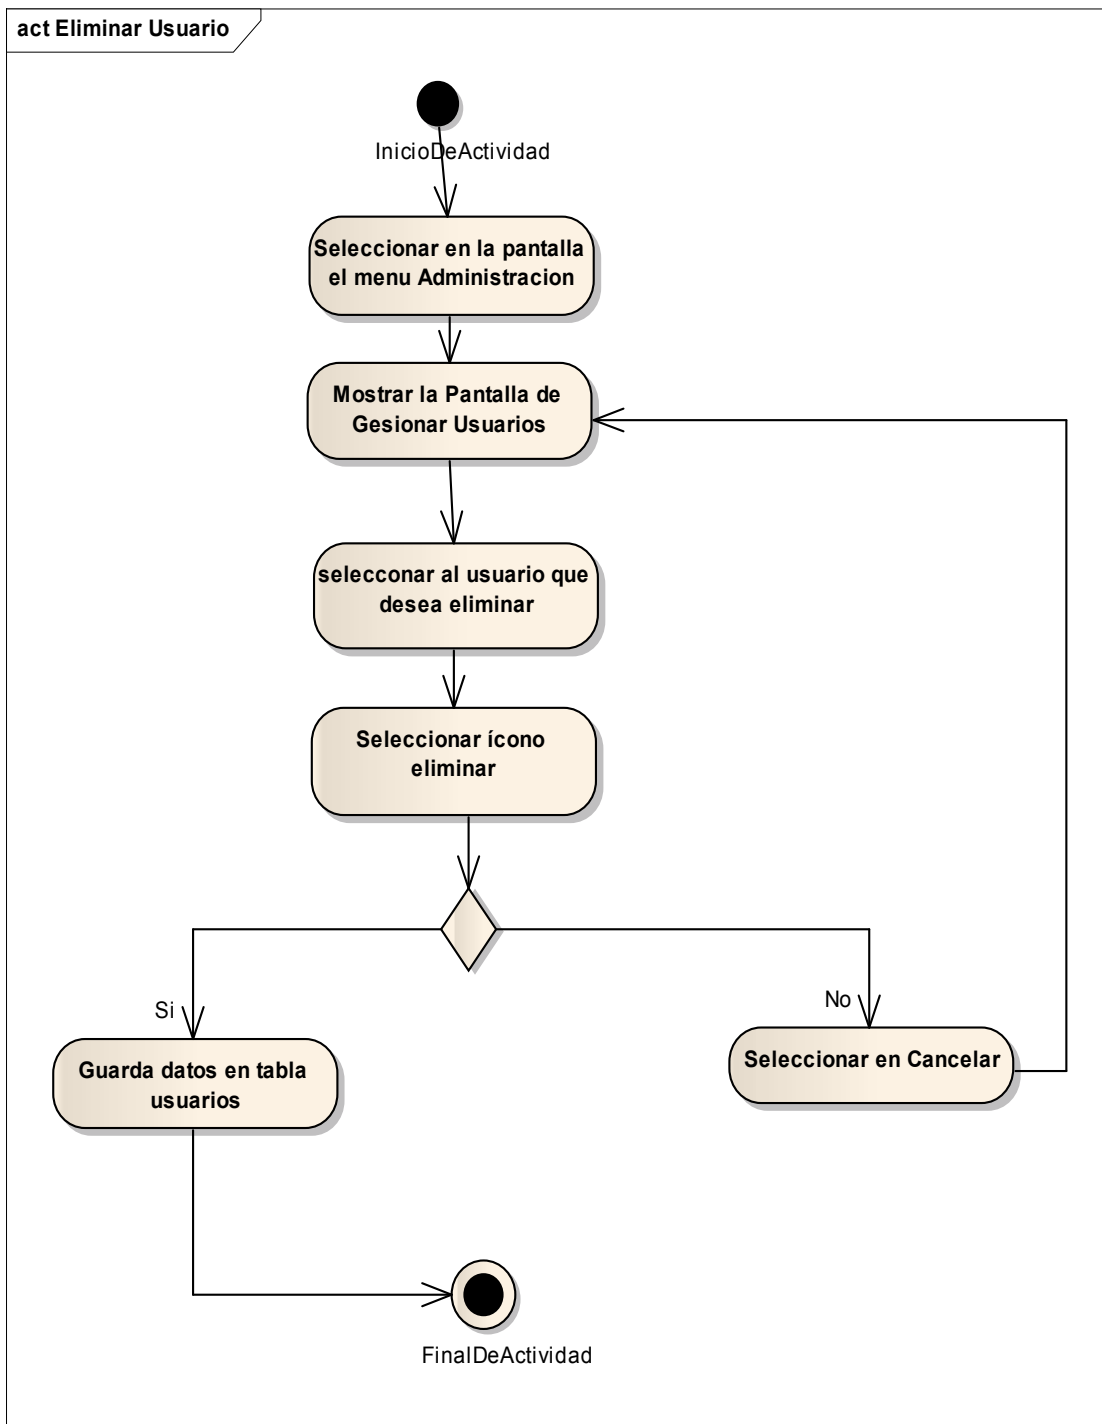 act Eliminar Usuario
InicioDeActividad
Seleccionar en la pantalla
el menu Administracion
Mostrar la Pantalla de
Gesionar Usuarios
selecconar al usuario que
desea eliminar
Seleccionar ícono
eliminar
Si
No
Guarda datos en tabla
usuarios
Seleccionar en Cancelar
FinalDeActividad